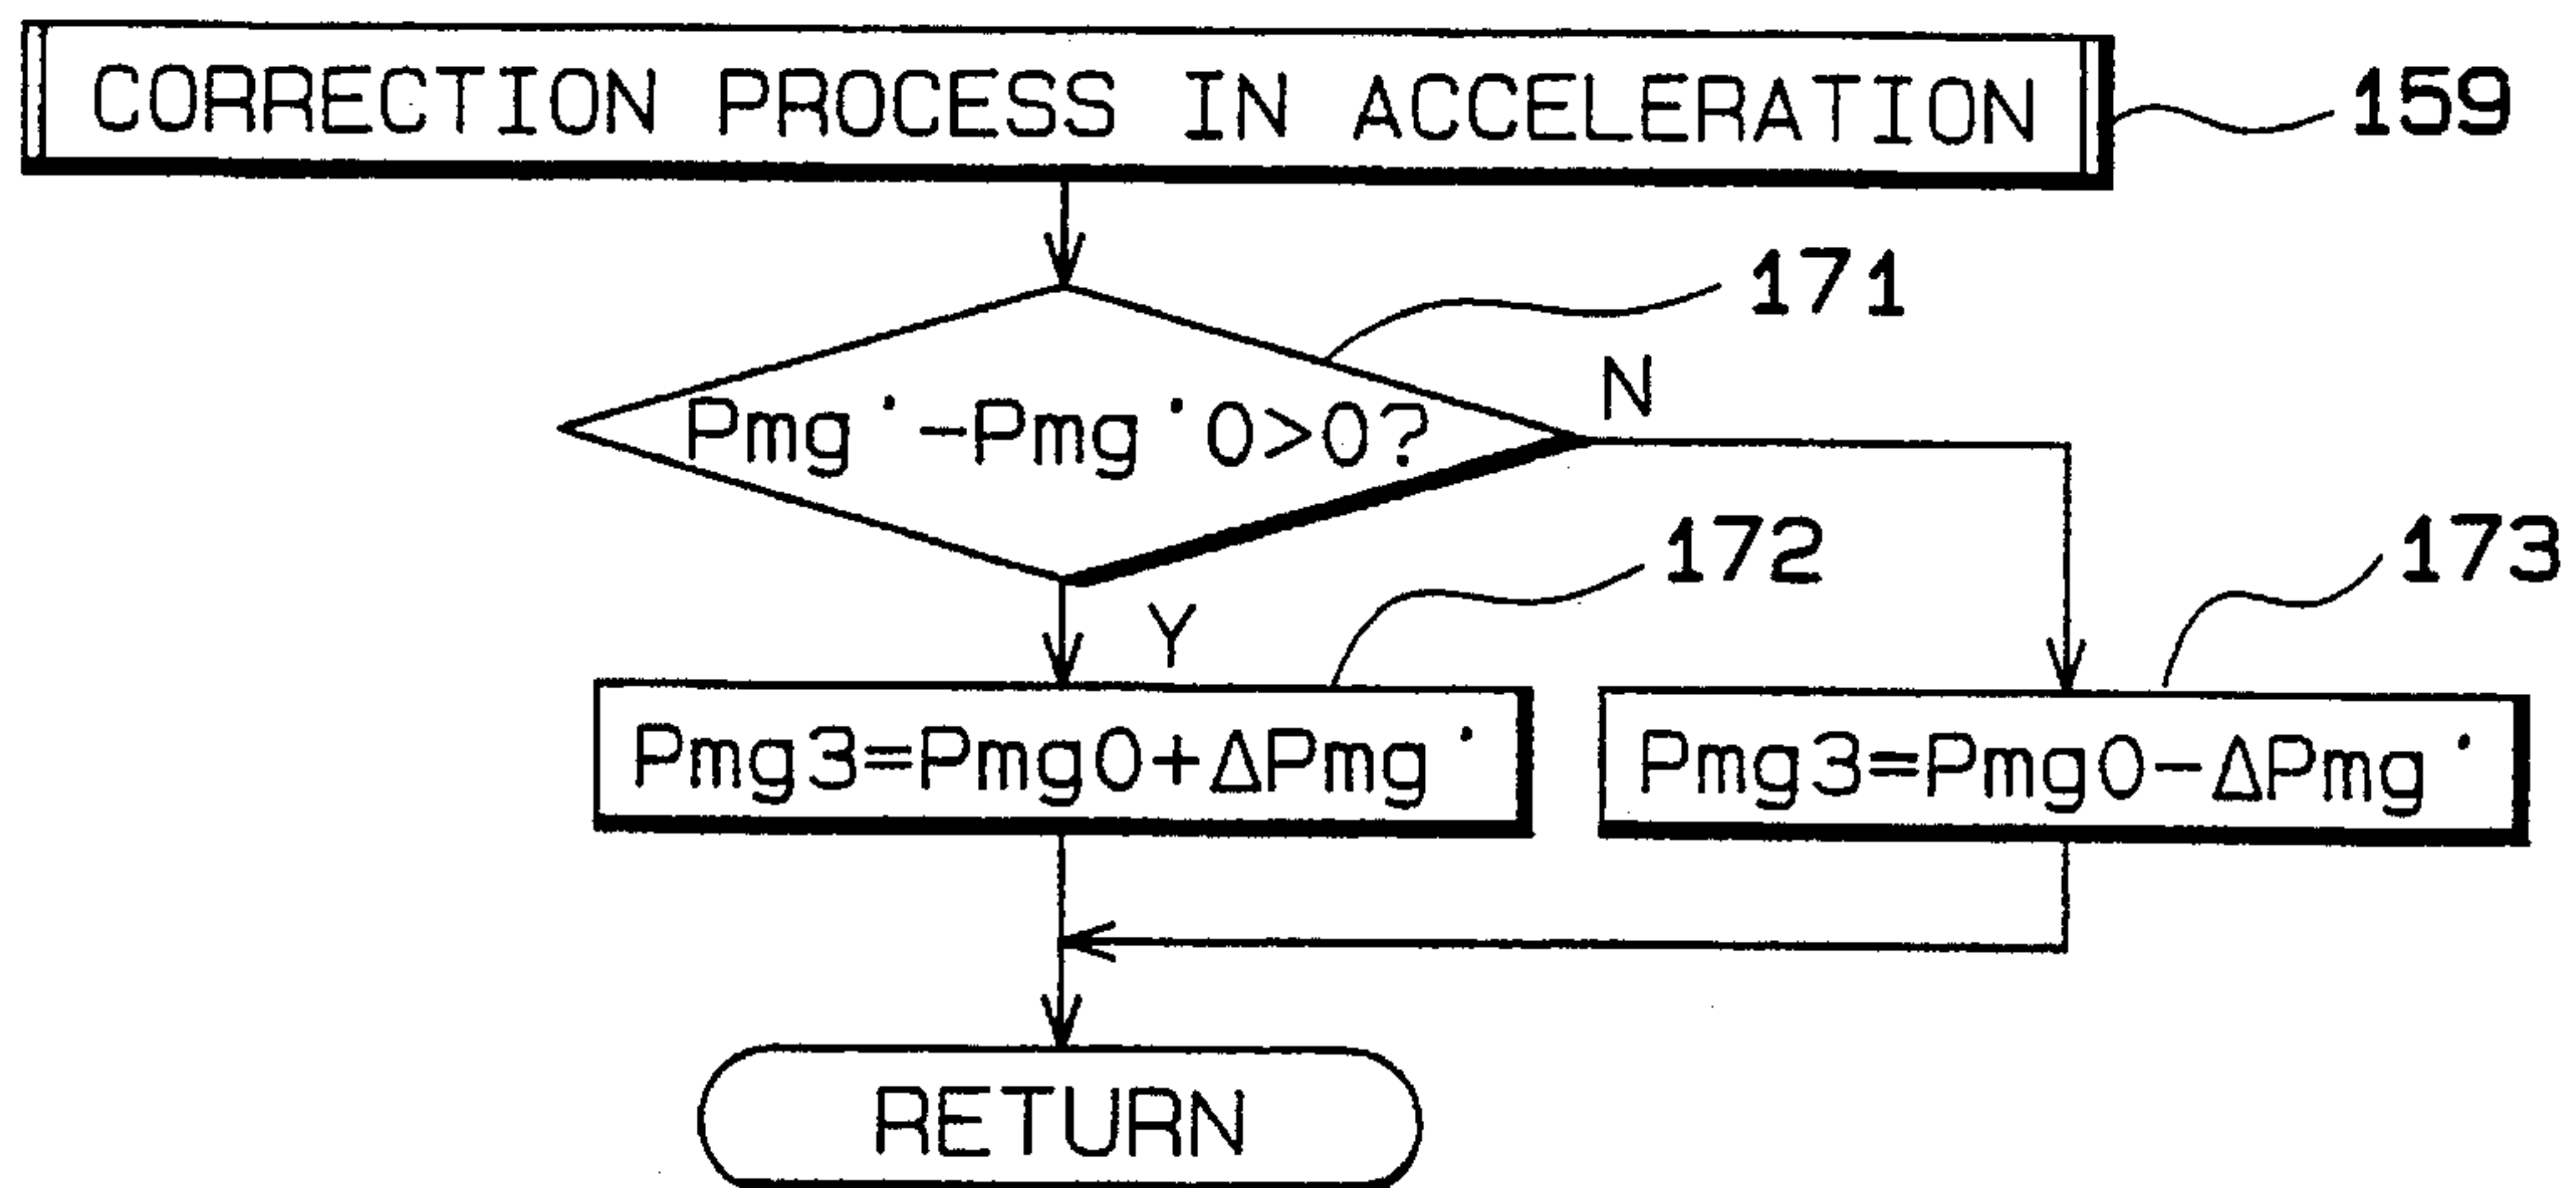 CORRECTION PROCESS IN ACCELERATION
159
171
Pmg'-Pmg'0>0?
N
172
173
Y
Pmg3=Pmg0+ΔPmg'
Pmg3=Pmg0-ΔPmg'
RETURN